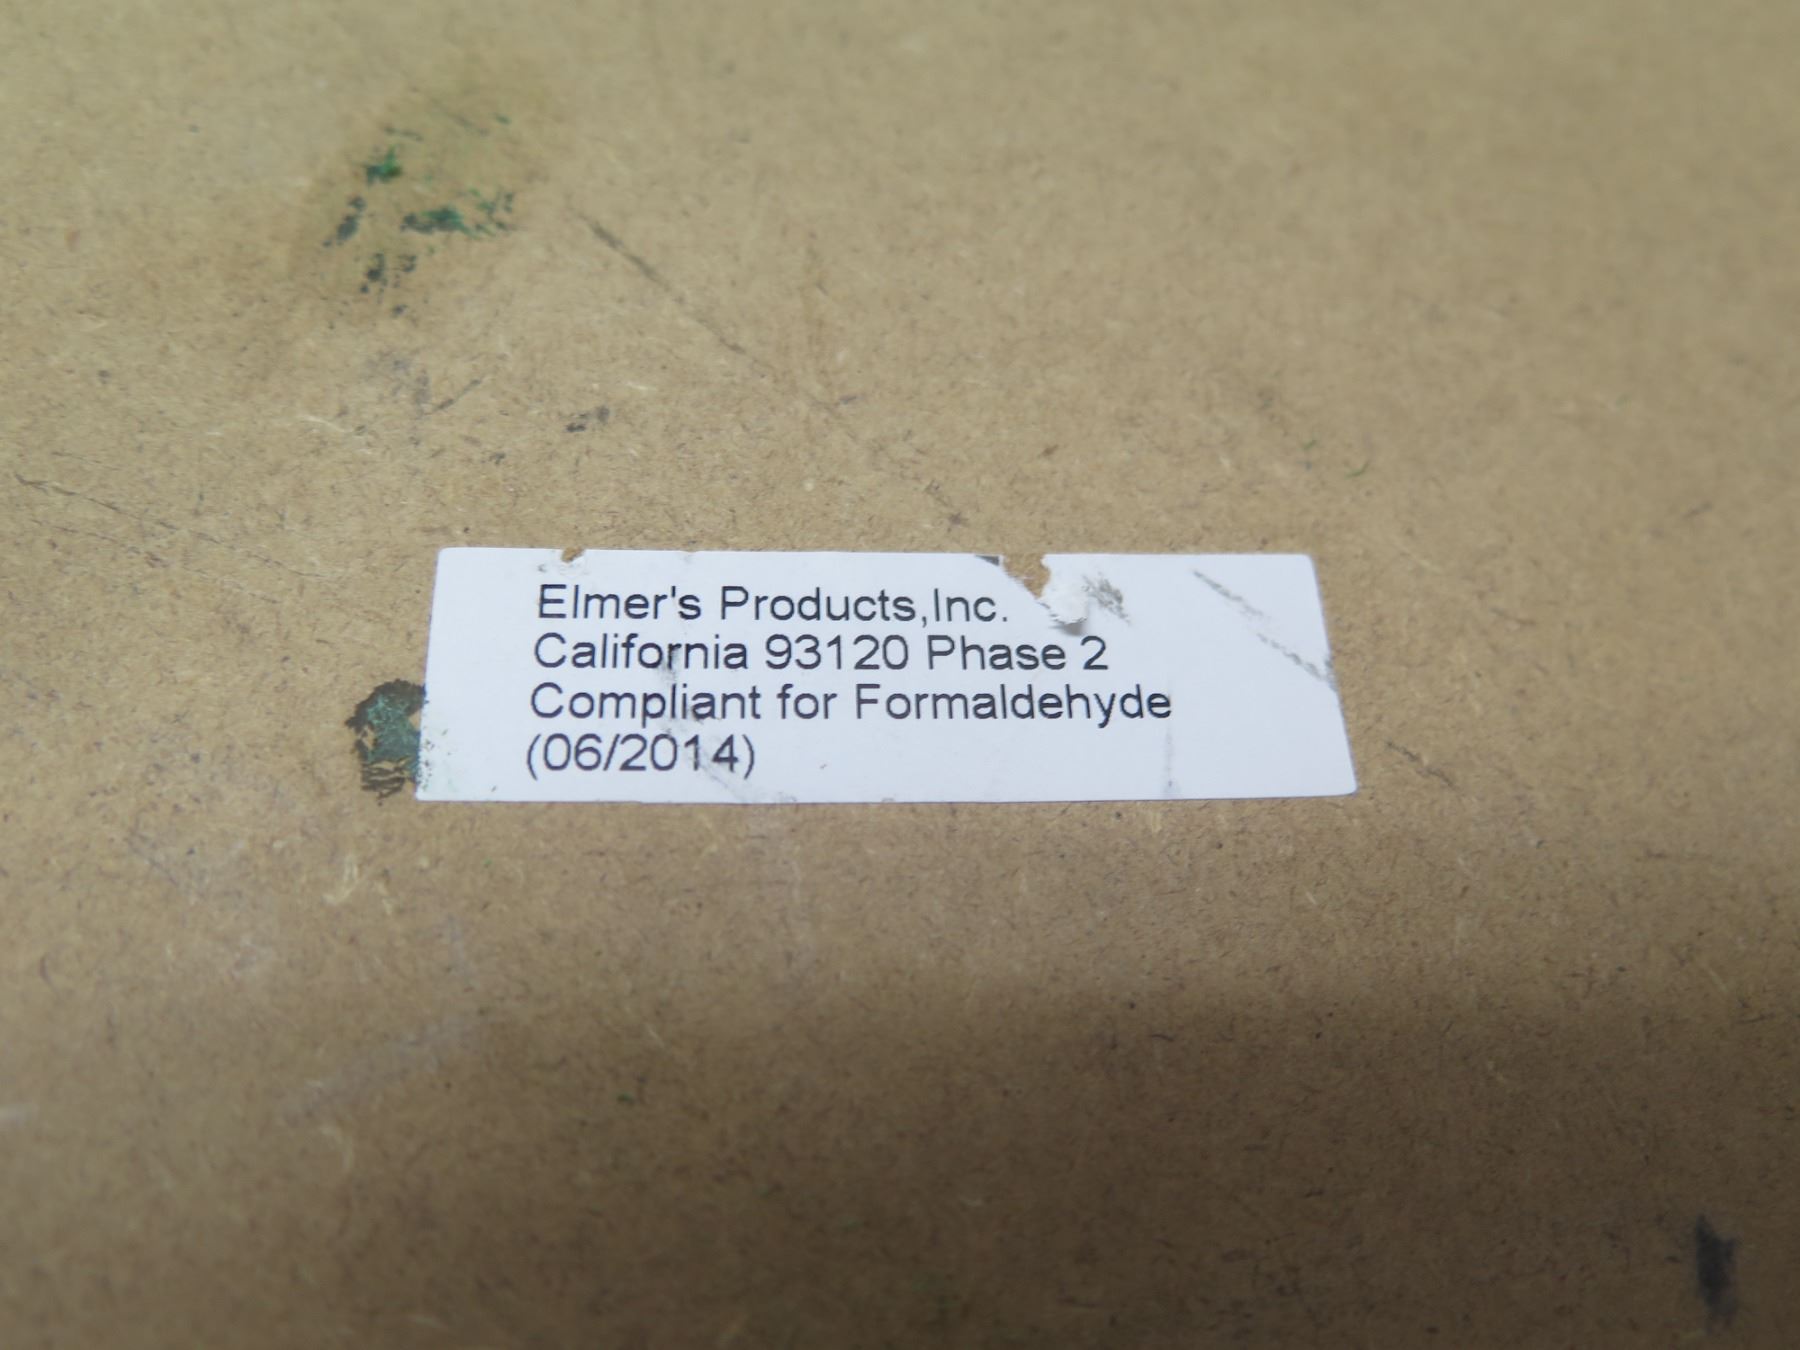 Elmer's Products,Inc.
California 93120 Phase 2
Compliant for Formaldehyde
(06/2014)